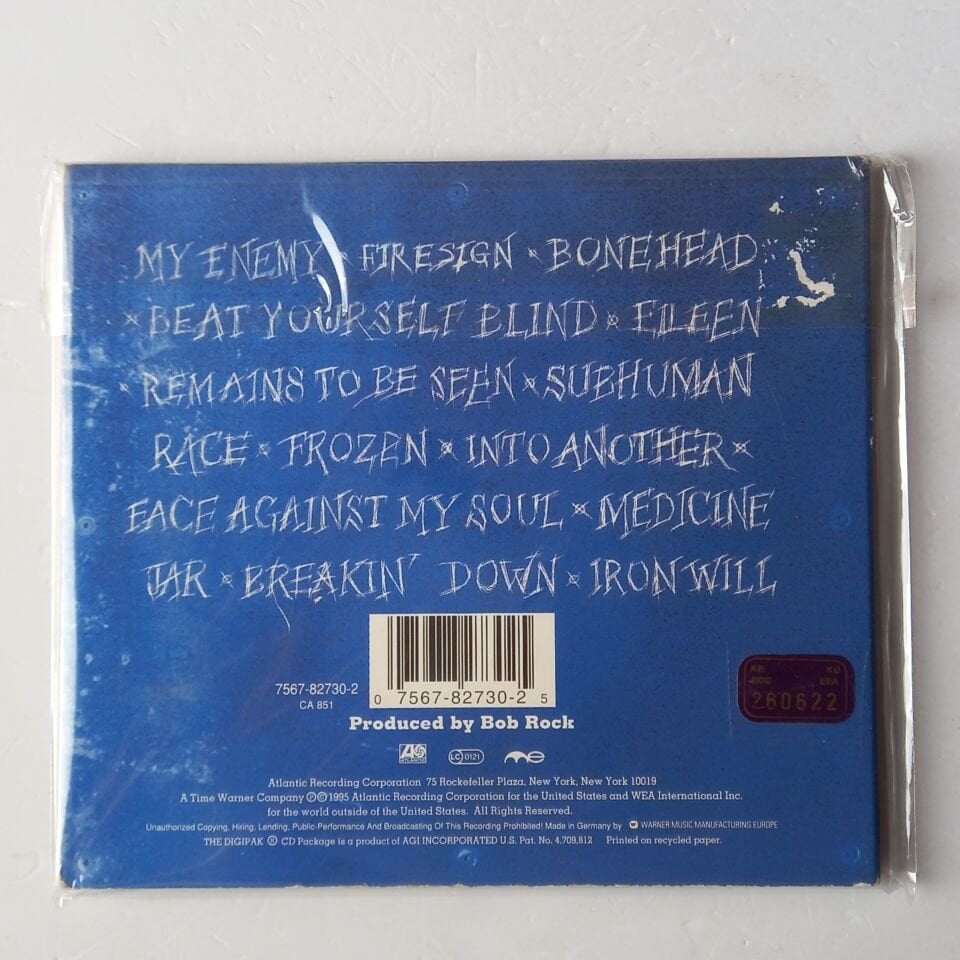 MY ENEMY × FIRESIGN × BONEHEAD
× BEAT YOURSELF BLIND × EILEEN
× REMAINS TO BE SEEN × SUBHUMAN
RACE × FROZEN × INTO ANOTHER ×
FACE AGAINST MY SOUL × MEDICINE
JAR × BREAKIN' DOWN × IRON WILL
7567-82730-2
CA 851
0 7567-82730-2 5
Produced by Bob Rock
ATLANTIC
LC 0121
260622
Atlantic Recording Corporation 75 Rockefeller Plaza, New York, New York 10019
A Time Warner Company ℗©1995 Atlantic Recording Corporation for the United States and WEA International Inc.
for the world outside of the United States. All Rights Reserved.
Unauthorized Copying, Hiring, Lending, Public-Performance And Broadcasting Of This Recording Prohibited! Made in Germany by WARNER MUSIC MANUFACTURING EUROPE
THE DIGIPAK ® CD Package is a product of AGI INCORPORATED U.S. Pat. No. 4,709,812 Printed on recycled paper.